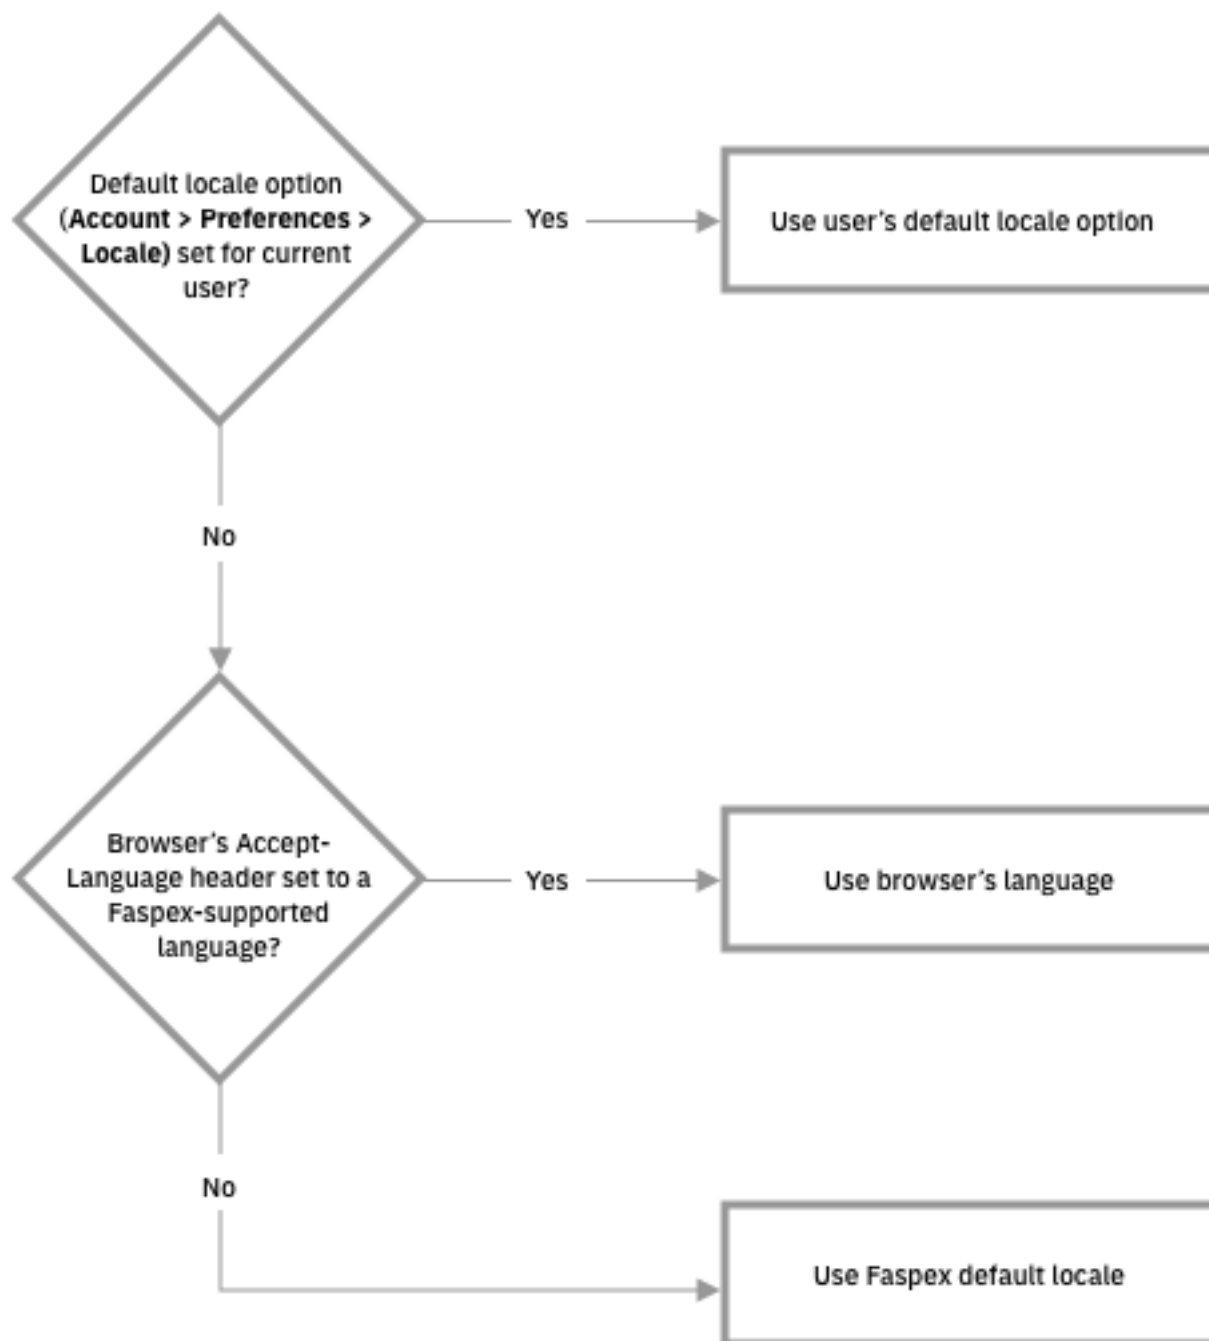 Default locale option
(Account > Preferences >
Locale) set for current
user?
Yes
Use user's default locale option
No
Browser's Accept-
Language header set to a
Faspex-supported
language?
Yes
Use browser's language
No
Use Faspex default locale